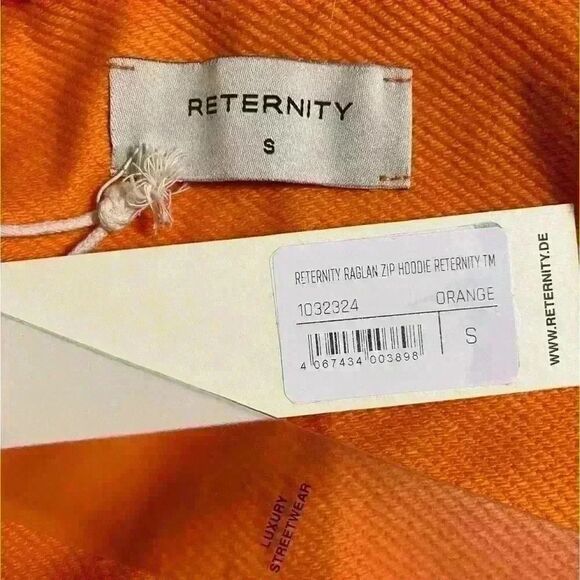 RETERNITY
S
RETERNITY RAGLAN ZIP HOODIE RETERNITY TM
1032324 ORANGE
S
4 067434 003898
WWW.RETERNITY.DE
LUXURY
STREETWEAR